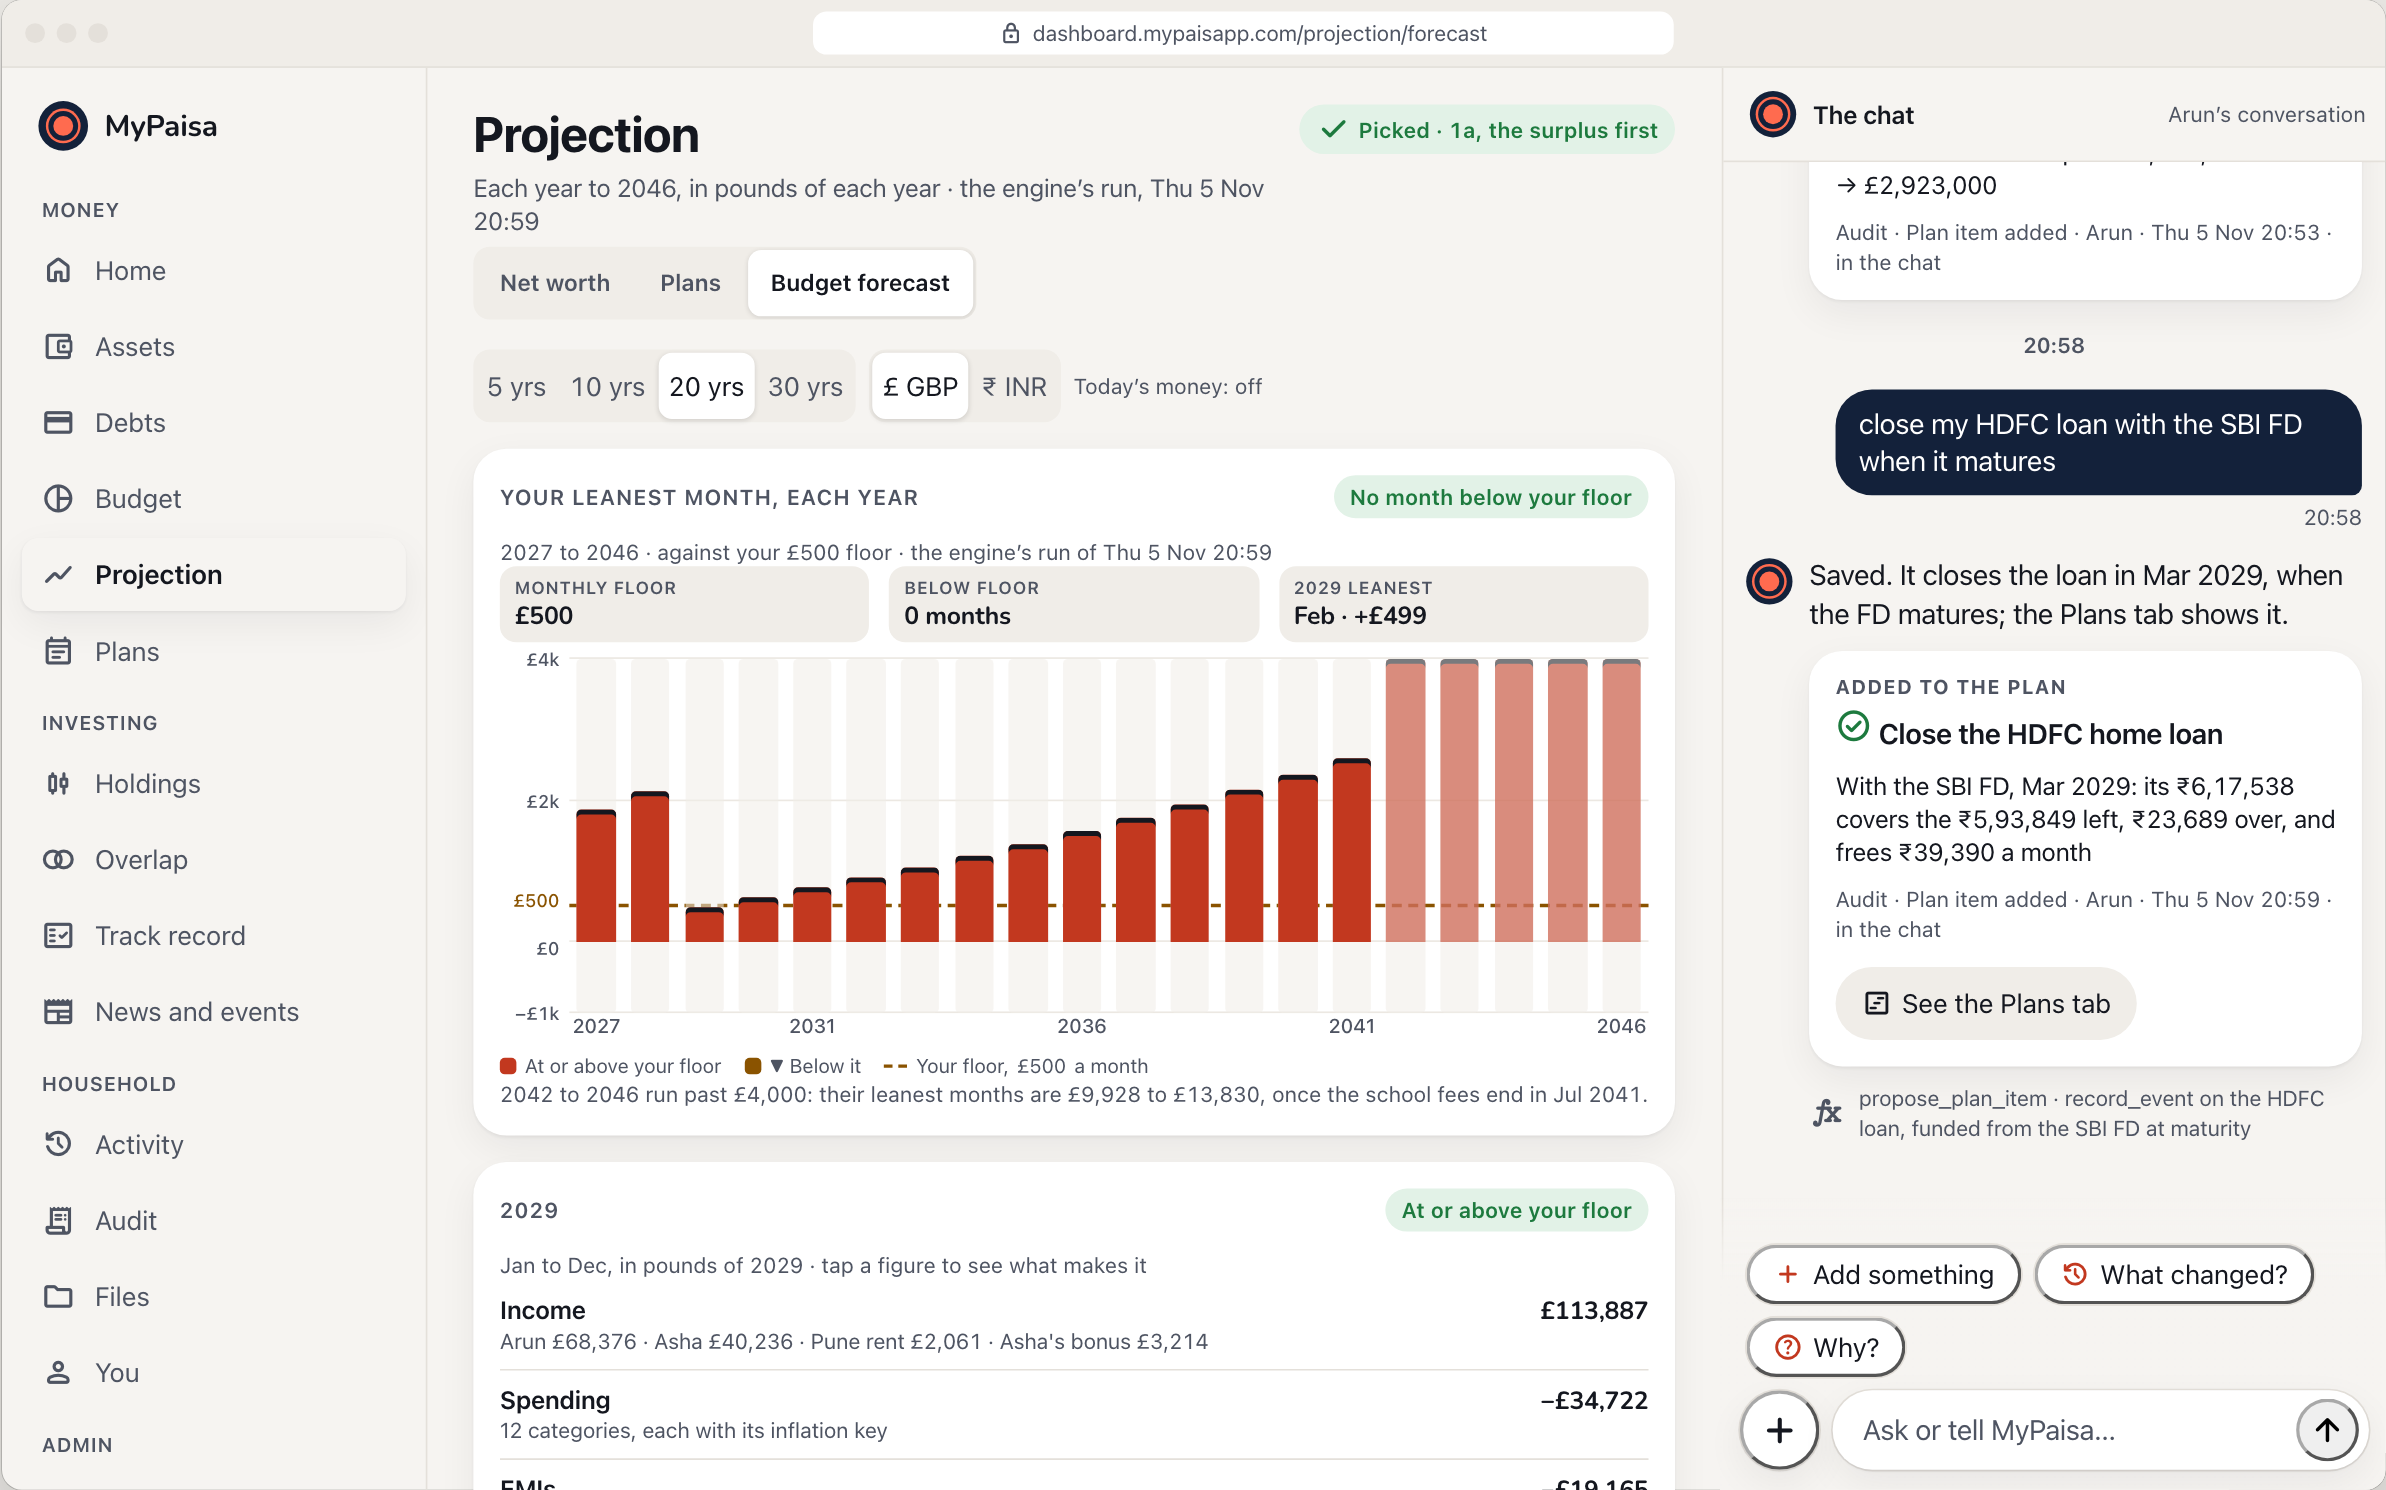 dashboard.mypaisapp.com/projection/forecast
MyPaisa
MONEY
Home
Assets
Debts
Budget
Projection
Plans
INVESTING
Holdings
Overlap
Track record
News and events
HOUSEHOLD
Activity
Audit
Files
You
ADMIN
Projection
Picked · 1a, the surplus first
Each year to 2046, in pounds of each year · the engine’s run, Thu 5 Nov
20:59
Net worth Plans Budget forecast
5 yrs 10 yrs 20 yrs 30 yrs £ GBP ₹ INR Today’s money: off
YOUR LEANEST MONTH, EACH YEAR
No month below your floor
2027 to 2046 · against your £500 floor · the engine’s run of Thu 5 Nov 20:59
MONTHLY FLOOR
£500
BELOW FLOOR
0 months
2029 LEANEST
Feb · +£499
£4k
£2k
£500
£0
−£1k
2027 2031 2036 2041 2046
At or above your floor ▼ Below it Your floor, £500 a month
2042 to 2046 run past £4,000: their leanest months are £9,928 to £13,830, once the school fees end in Jul 2041.
2029
At or above your floor
Jan to Dec, in pounds of 2029 · tap a figure to see what makes it
Income £113,887
Arun £68,376 · Asha £40,236 · Pune rent £2,061 · Asha's bonus £3,214
Spending −£34,722
12 categories, each with its inflation key
EMIs −£19,165
The chat
Arun’s conversation
→ £2,923,000
Audit · Plan item added · Arun · Thu 5 Nov 20:53 ·
in the chat
20:58
close my HDFC loan with the SBI FD
when it matures
20:58
Saved. It closes the loan in Mar 2029, when
the FD matures; the Plans tab shows it.
ADDED TO THE PLAN
Close the HDFC home loan
With the SBI FD, Mar 2029: its ₹6,17,538
covers the ₹5,93,849 left, ₹23,689 over, and
frees ₹39,390 a month
Audit · Plan item added · Arun · Thu 5 Nov 20:59 ·
in the chat
See the Plans tab
fx propose_plan_item · record_event on the HDFC
loan, funded from the SBI FD at maturity
Add something
What changed?
Why?
Ask or tell MyPaisa...